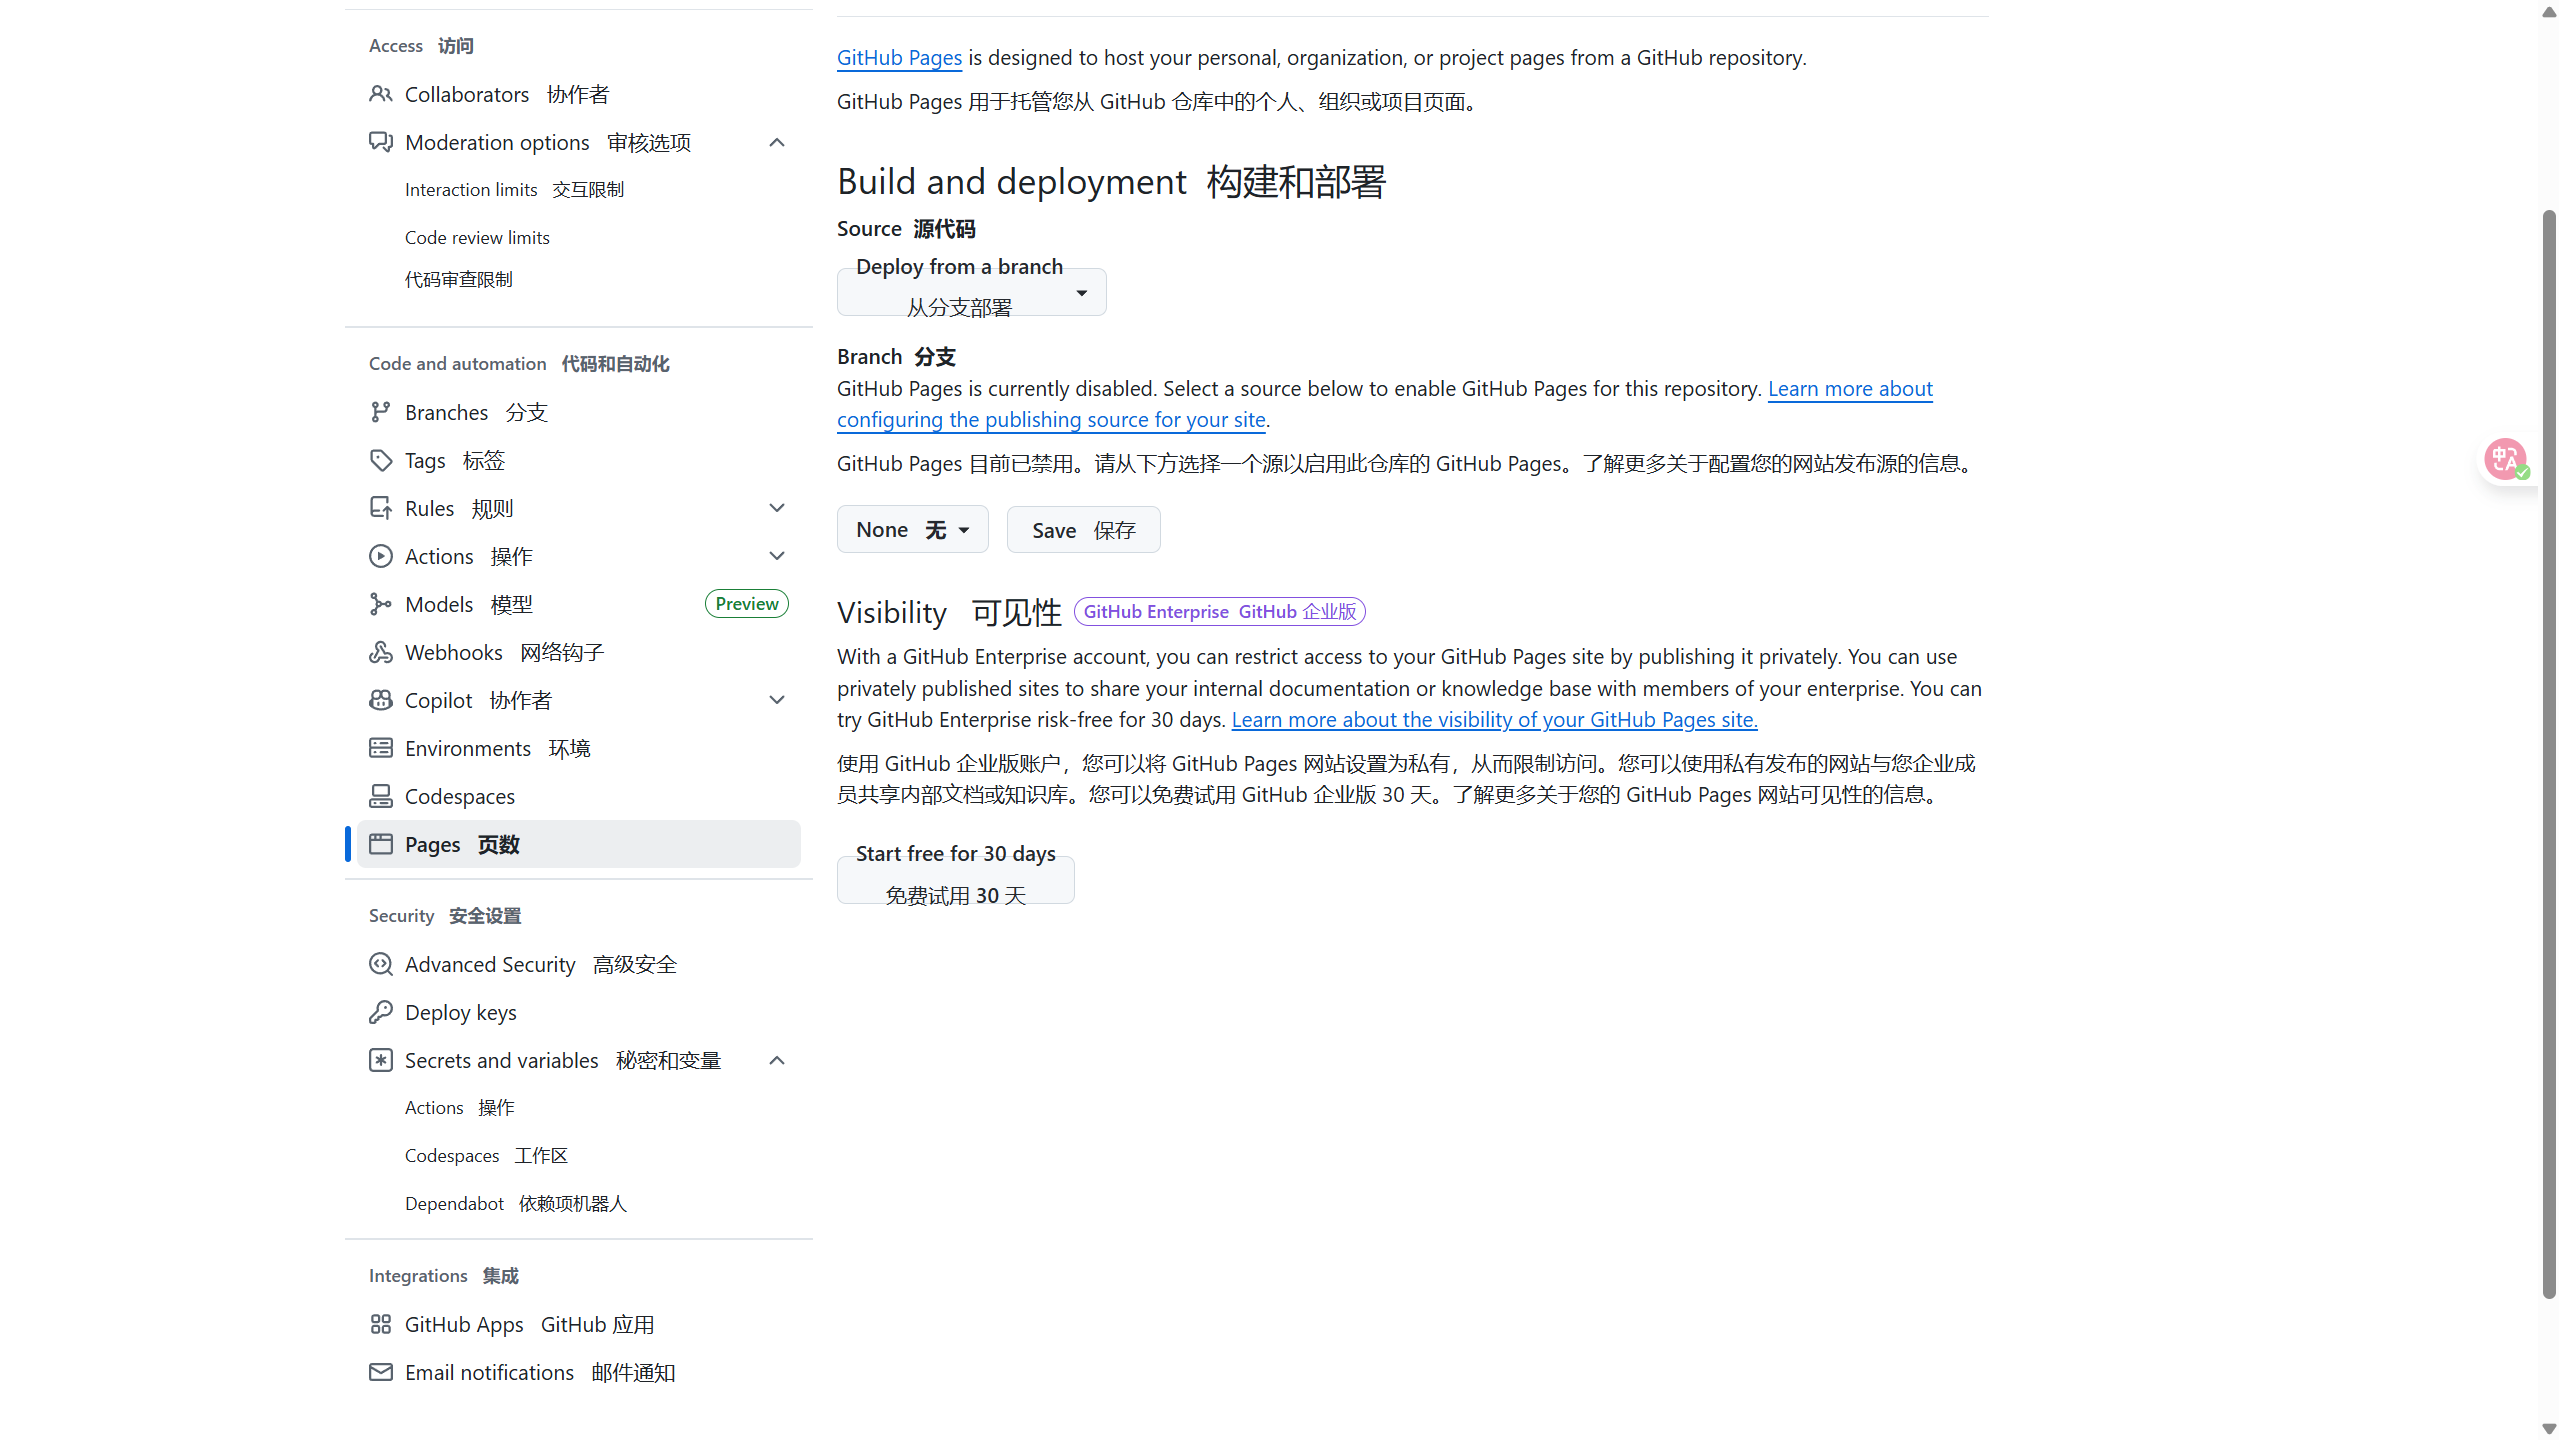 Access 访问
Collaborators 协作者
Moderation options 审核选项
Interaction limits 交互限制
Code review limits
代码审查限制
Code and automation 代码和自动化
Branches 分支
Tags 标签
Rules 规则
Actions 操作
Models 模型 Preview
Webhooks 网络钩子
Copilot 协作者
Environments 环境
Codespaces
Pages 页数
Security 安全设置
Advanced Security 高级安全
Deploy keys
Secrets and variables 秘密和变量
Actions 操作
Codespaces 工作区
Dependabot 依赖项机器人
Integrations 集成
GitHub Apps GitHub 应用
Email notifications 邮件通知
GitHub Pages is designed to host your personal, organization, or project pages from a GitHub repository.
GitHub Pages 用于托管您从 GitHub 仓库中的个人、组织或项目页面。
Build and deployment 构建和部署
Source 源代码
Deploy from a branch
从分支部署
Branch 分支
GitHub Pages is currently disabled. Select a source below to enable GitHub Pages for this repository. Learn more about
configuring the publishing source for your site.
GitHub Pages 目前已禁用。请从下方选择一个源以启用此仓库的 GitHub Pages。了解更多关于配置您的网站发布源的信息。
None 无 Save 保存
Visibility 可见性 GitHub Enterprise GitHub 企业版
With a GitHub Enterprise account, you can restrict access to your GitHub Pages site by publishing it privately. You can use
privately published sites to share your internal documentation or knowledge base with members of your enterprise. You can
try GitHub Enterprise risk-free for 30 days. Learn more about the visibility of your GitHub Pages site.
使用 GitHub 企业版账户，您可以将 GitHub Pages 网站设置为私有，从而限制访问。您可以使用私有发布的网站与您企业成
员共享内部文档或知识库。您可以免费试用 GitHub 企业版 30 天。了解更多关于您的 GitHub Pages 网站可见性的信息。
Start free for 30 days
免费试用 30 天
中A